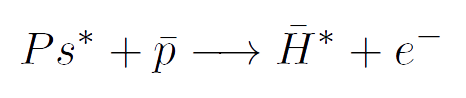 Ps* + p̄ ⟶ H̄* + e⁻